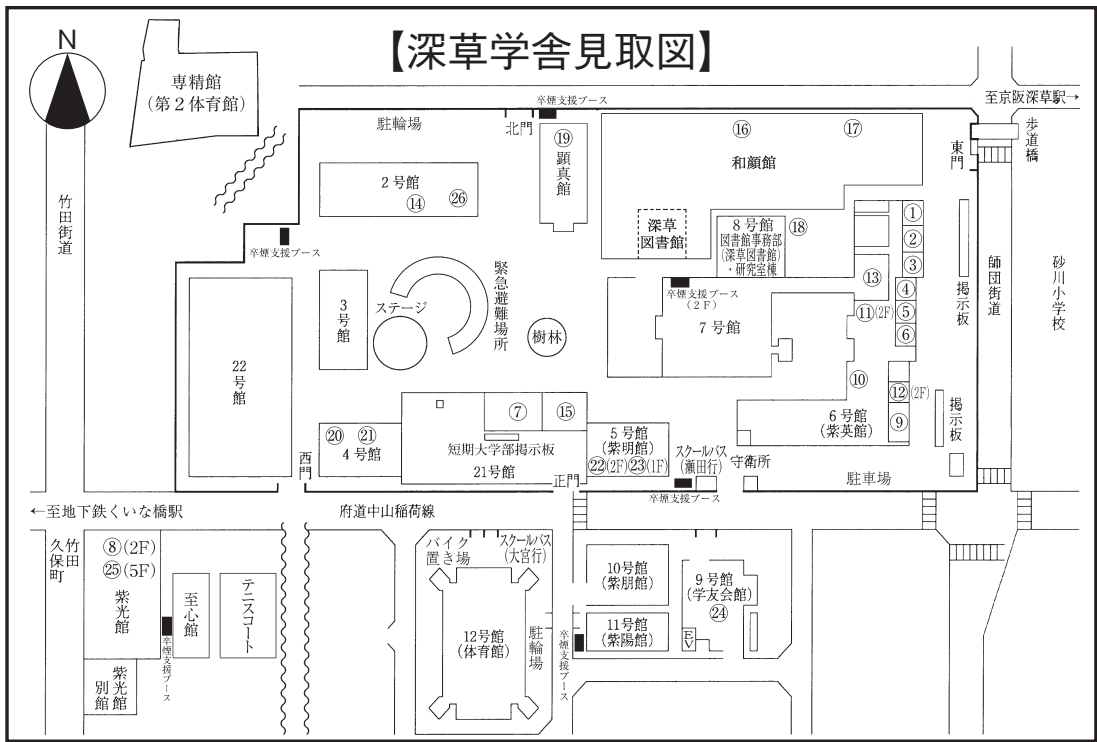 【深草学舎見取図】
N
専精館
(第2体育館)
卒煙支援ブース
至京阪深草駅→
駐輪場
北門
⑲
顕真館
⑯
⑰
和顔館
東門
歩道橋
2号館
⑭
㉖
竹田街道
卒煙支援ブース
深草
図書館
8号館
図書館事務部
(深草図書館)
・研究室棟
⑱
①
②
③
④
⑤
⑥
⑬
⑪(2F)
掲示板
師団街道
砂川小学校
3号館
ステージ
緊急避難場所
樹林
卒煙支援ブース
(2F)
7号館
22号館
⑩
⑫(2F)
⑨
6号館
(紫英館)
掲示板
⑦
⑮
短期大学部掲示板
21号館
⑳
㉑
4号館
5号館
(紫明館)
㉒(2F)㉓(1F)
スクールバス
(瀬田行)
守衛所
駐車場
西門
正門
卒煙支援ブース
←至地下鉄くいな橋駅
府道中山稲荷線
竹田
久保町
⑧(2F)
㉕(5F)
紫光館
卒煙支援ブース
至心館
テニスコート
紫光館
別館
バイク
置き場
スクールバス
(大宮行)
12号館
(体育館)
駐輪場
卒煙支援ブース
10号館
(紫朋館)
11号館
(紫陽館)
9号館
(学友会館)
㉔
EV